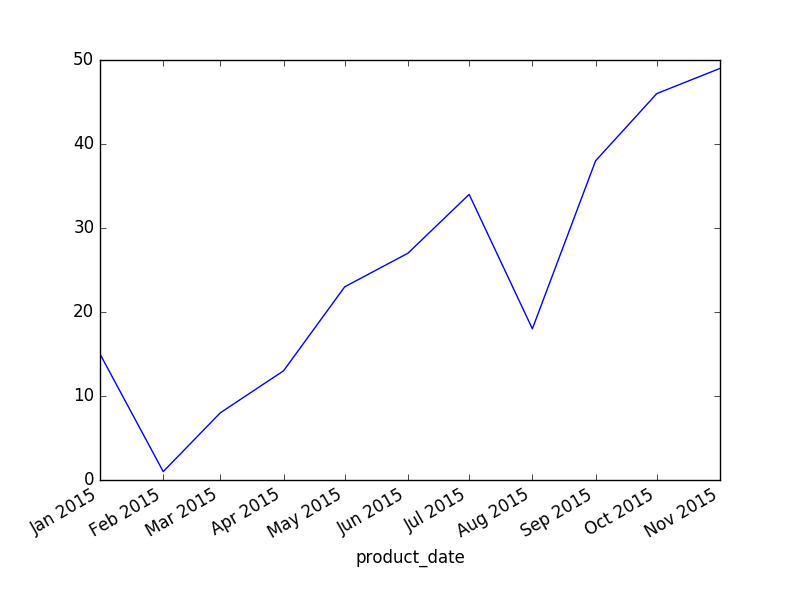 50
40
30
20
10
0
Jan 2015
Feb 2015
Mar 2015
Apr 2015
May 2015
Jun 2015
Jul 2015
Aug 2015
Sep 2015
Oct 2015
Nov 2015
product_date